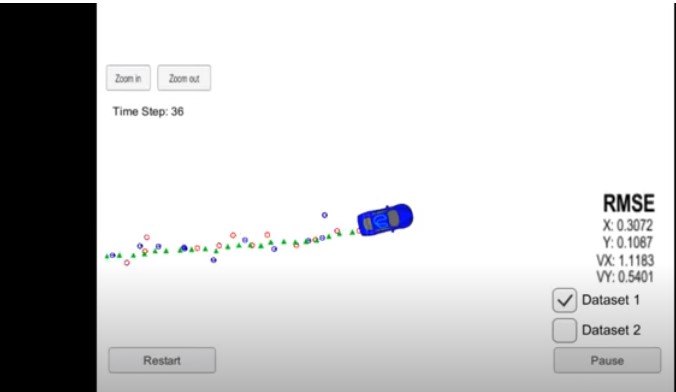 Zoom in
Zoom out
Time Step: 36
RMSE
X: 0.3072
Y: 0.1087
VX: 1.1183
VY: 0.5401
Dataset 1
Dataset 2
Restart
Pause